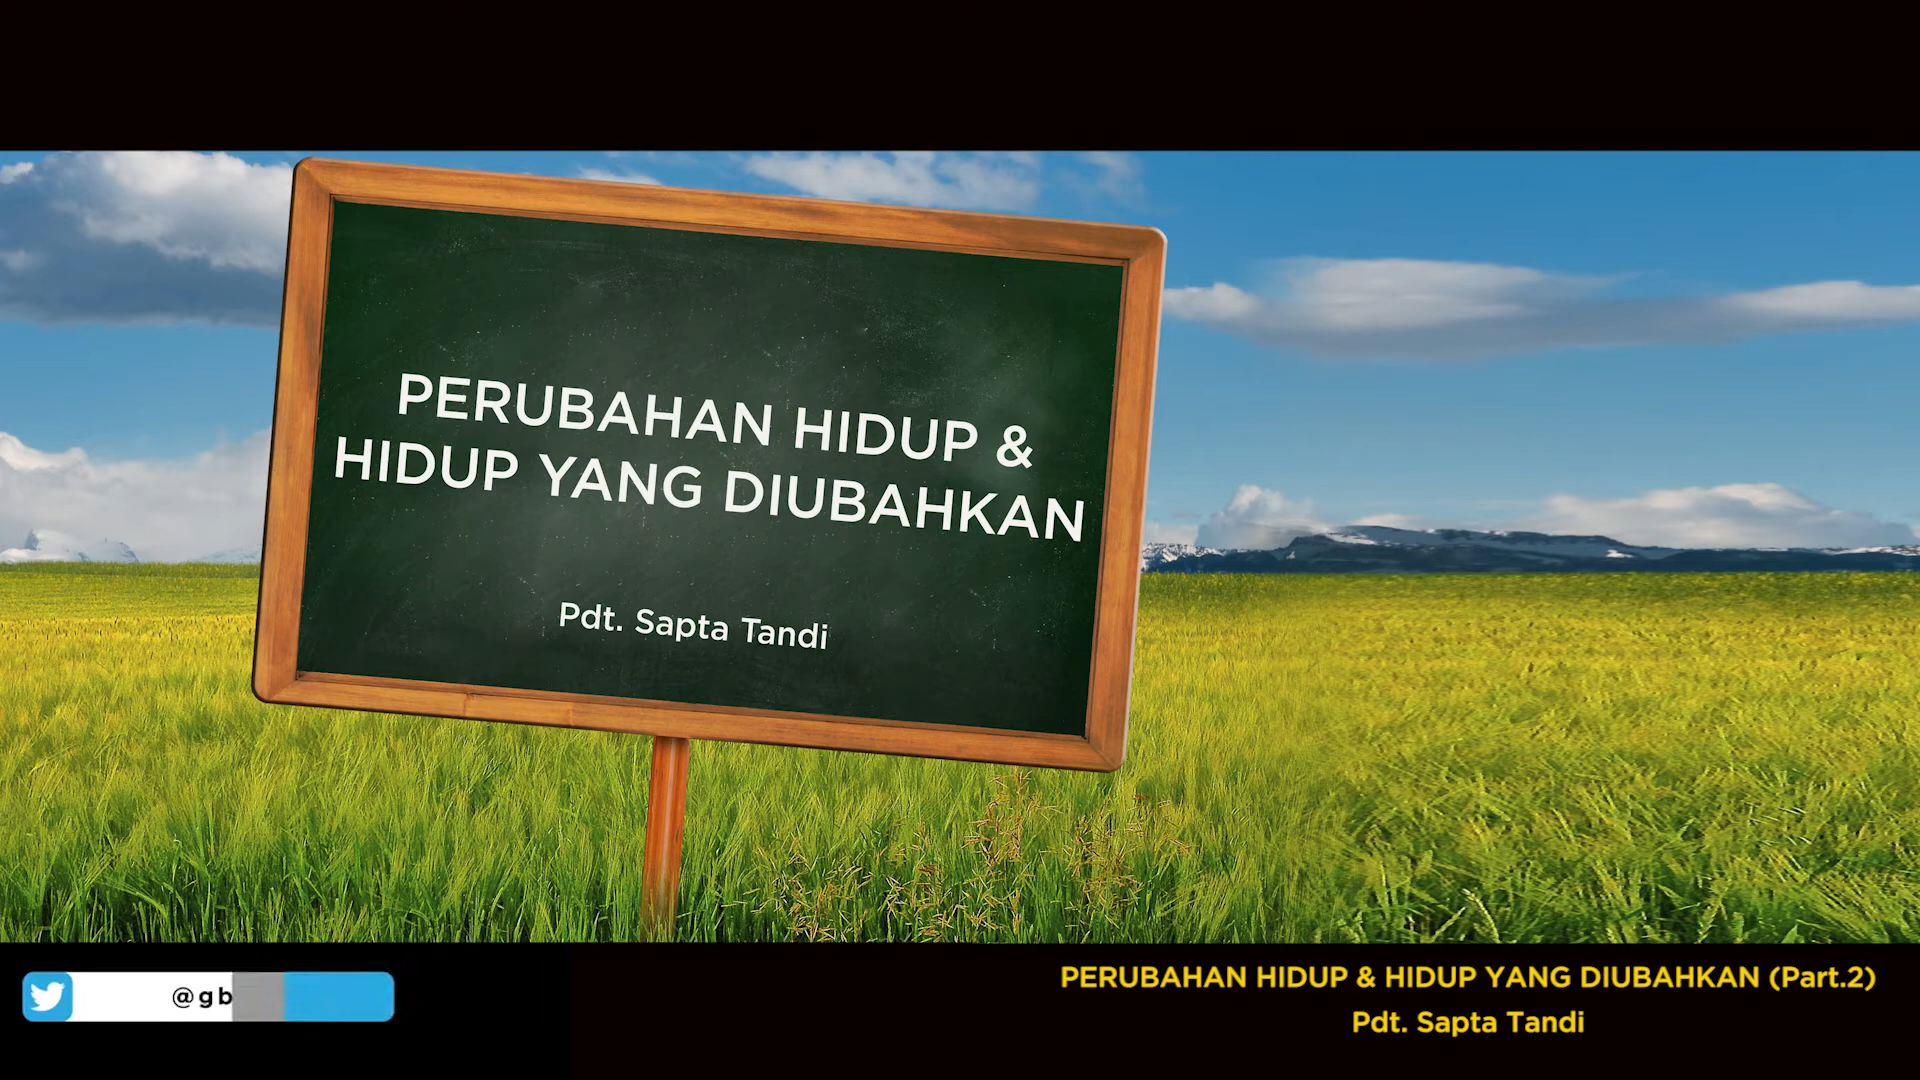 PERUBAHAN HIDUP &
HIDUP YANG DIUBAHKAN
Pdt. Sapta Tandi
@gb
PERUBAHAN HIDUP & HIDUP YANG DIUBAHKAN (Part.2)
Pdt. Sapta Tandi